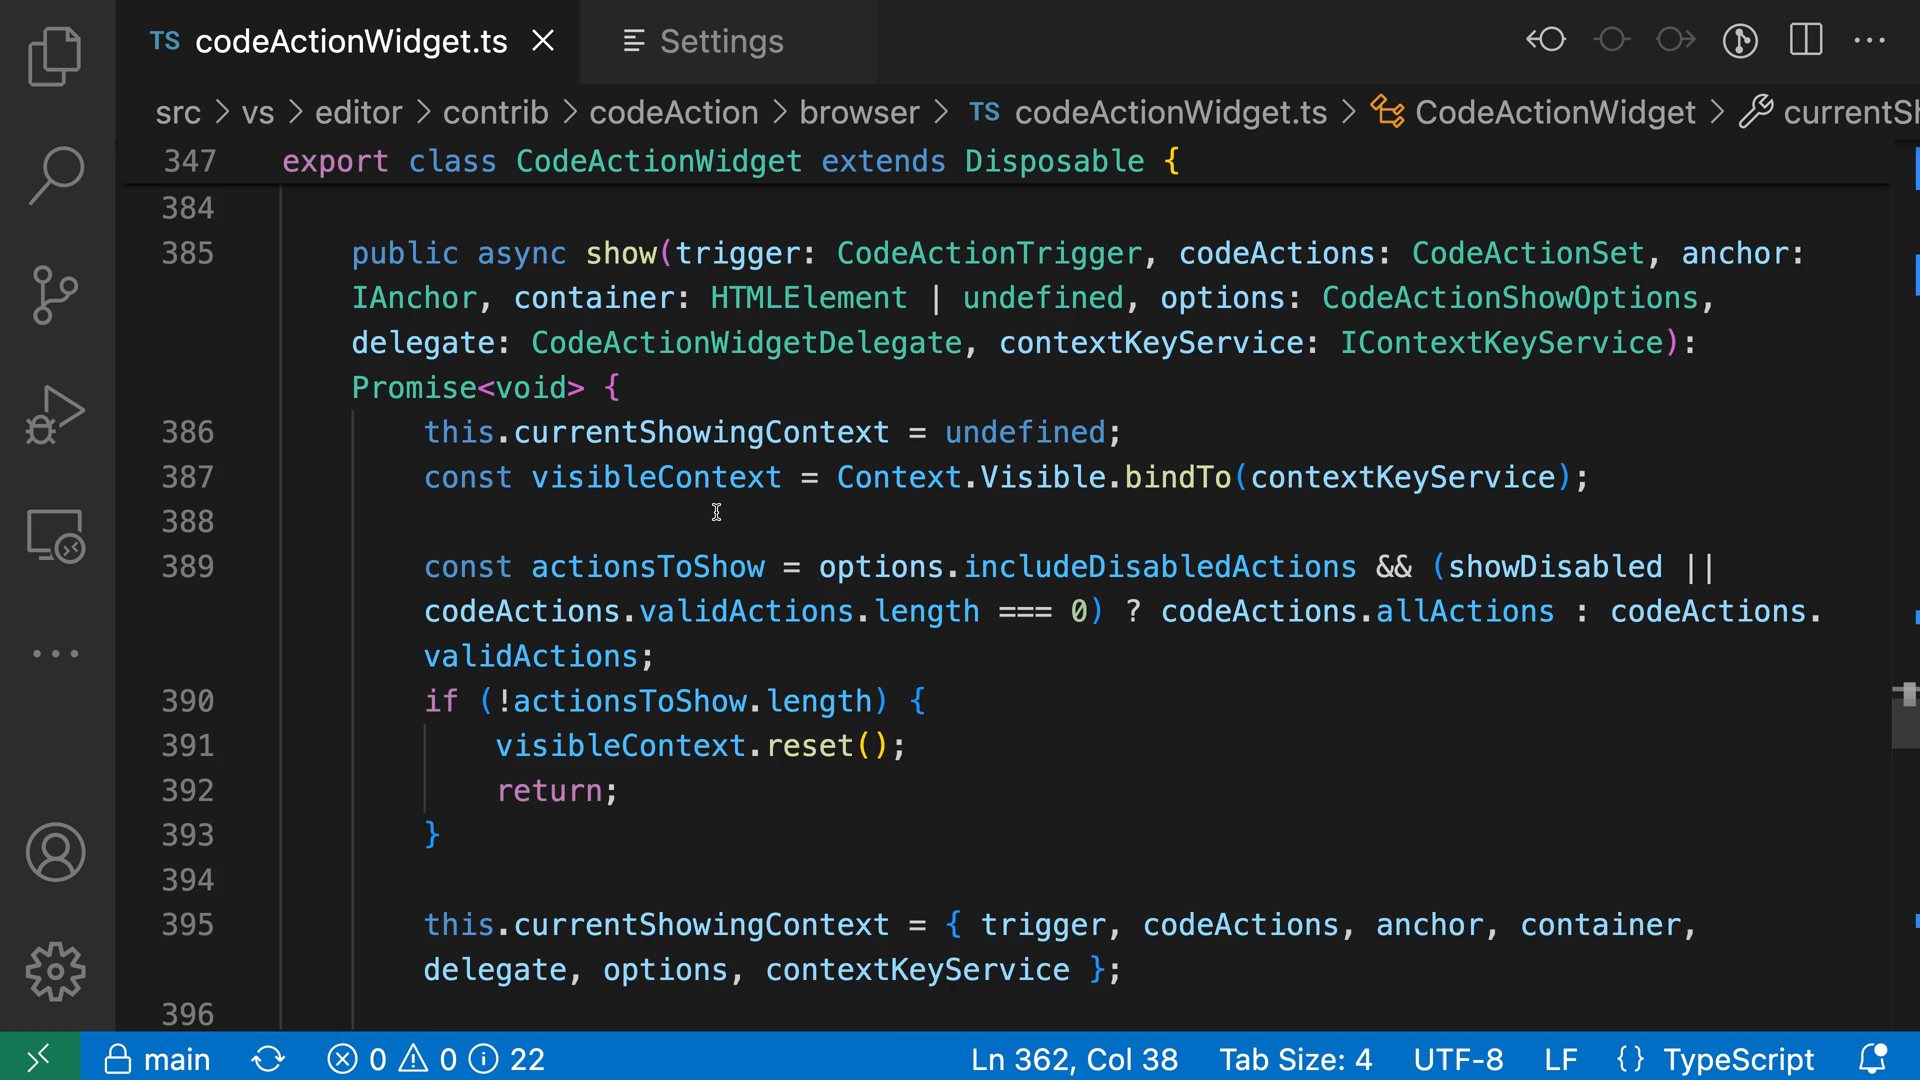 TS codeActionWidget.ts Settings
src > vs > editor > contrib > codeAction > browser > TS codeActionWidget.ts > CodeActionWidget > currentSh
347 export class CodeActionWidget extends Disposable {
384
385 public async show(trigger: CodeActionTrigger, codeActions: CodeActionSet, anchor:
IAnchor, container: HTMLElement | undefined, options: CodeActionShowOptions,
delegate: CodeActionWidgetDelegate, contextKeyService: IContextKeyService):
Promise<void> {
386 this.currentShowingContext = undefined;
387 const visibleContext = Context.Visible.bindTo(contextKeyService);
388
389 const actionsToShow = options.includeDisabledActions && (showDisabled ||
codeActions.validActions.length === 0) ? codeActions.allActions : codeActions.
validActions;
390 if (!actionsToShow.length) {
391 visibleContext.reset();
392 return;
393 }
394
395 this.currentShowingContext = { trigger, codeActions, anchor, container,
delegate, options, contextKeyService };
396
main 0 0 22 Ln 362, Col 38 Tab Size: 4 UTF-8 LF {} TypeScript